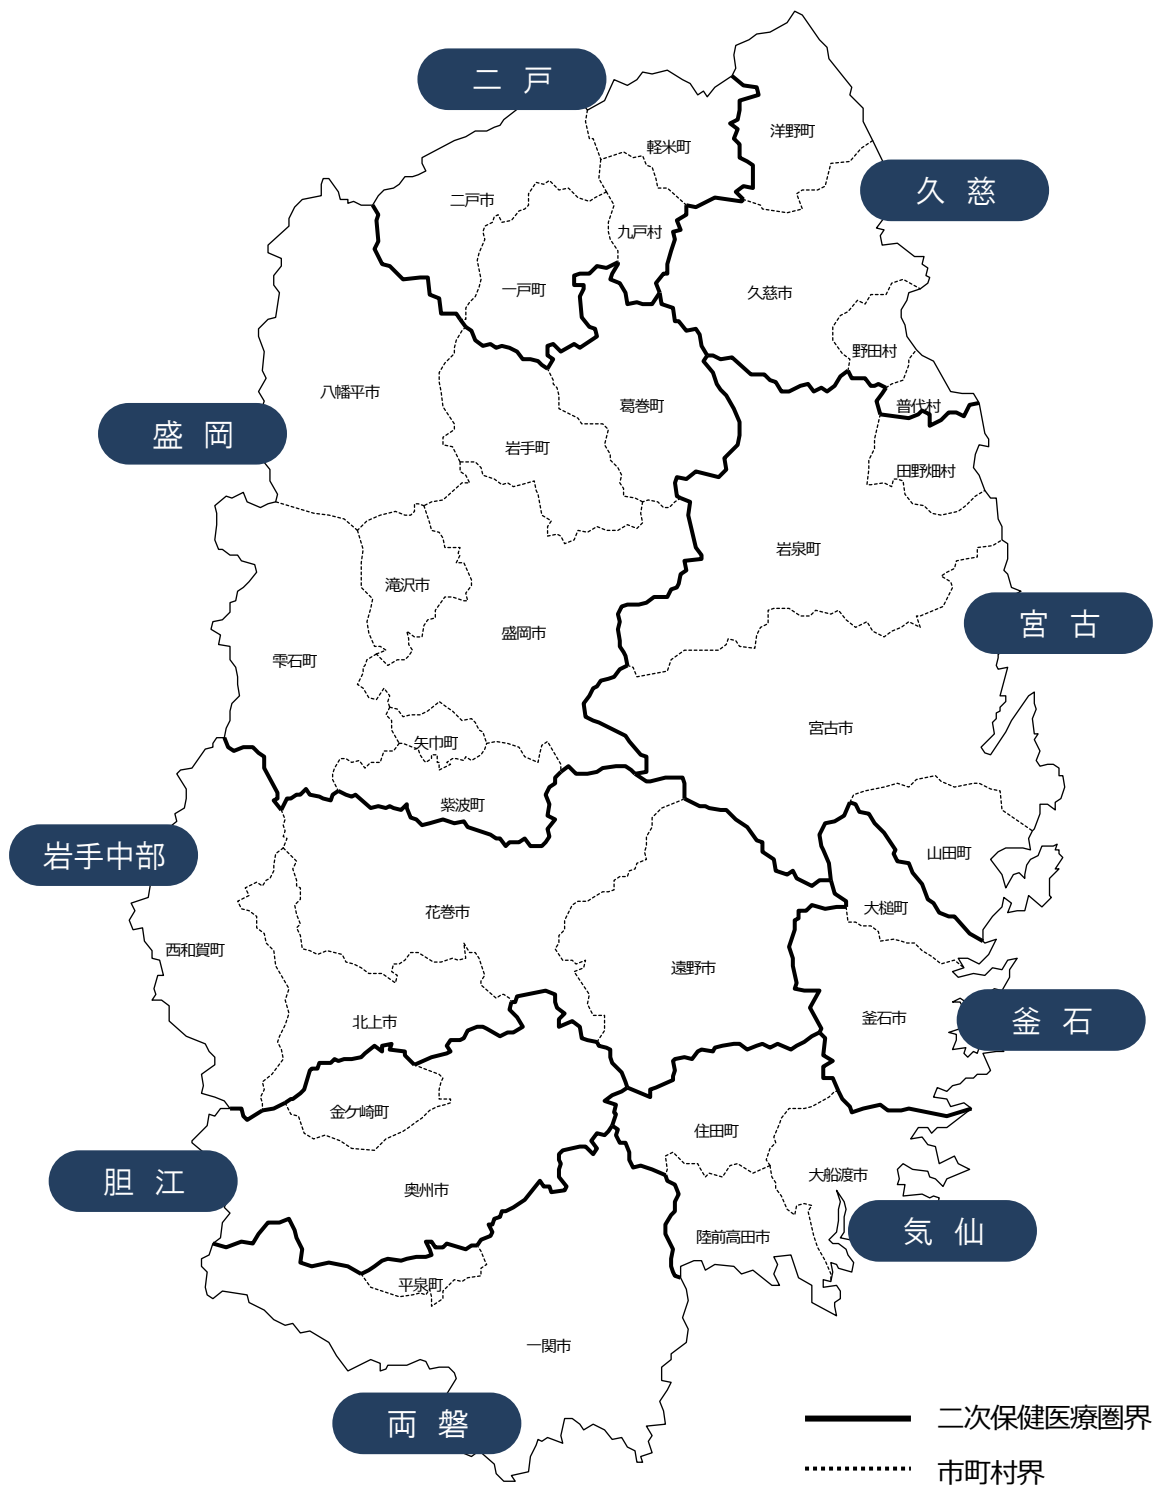 二 戸
洋野町
軽米町
久 慈
二戸市
九戸村
一戸町
久慈市
野田村
八幡平市
葛巻町
普代村
盛 岡
岩手町
田野畑村
岩泉町
滝沢市
宮 古
盛岡市
雫石町
宮古市
矢巾町
紫波町
岩手中部
山田町
大槌町
花巻市
西和賀町
遠野市
北上市
釜石市
釜 石
金ケ崎町
住田町
胆 江
大船渡市
奥州市
気 仙
陸前高田市
平泉町
一関市
両 磐
二次保健医療圏界
市町村界